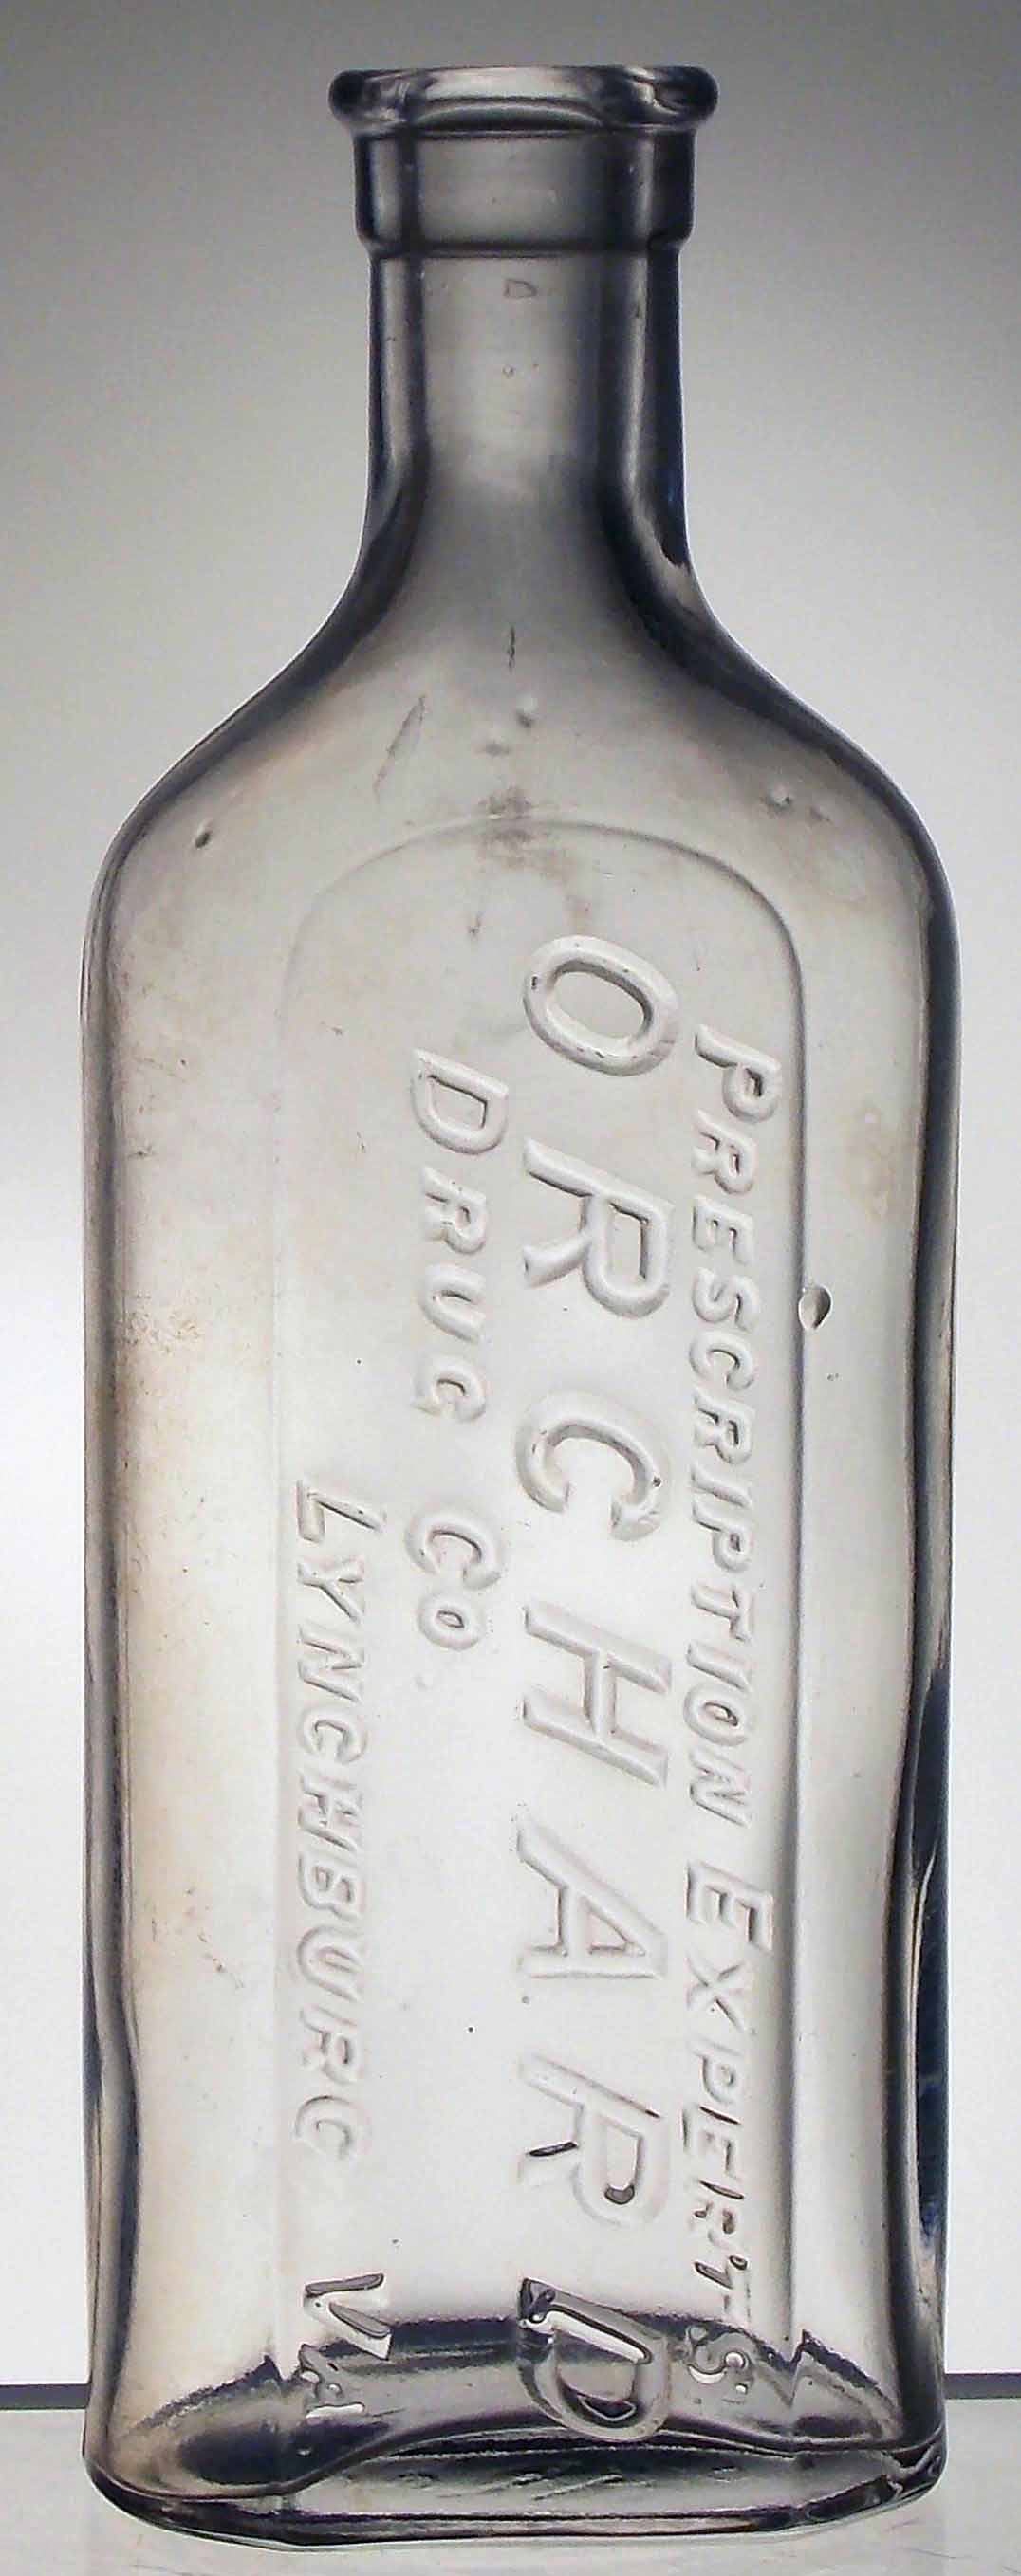 PRESCRIPTION EXPERTS.
ORCHARD
DRUG CO.
LYNCHBURG VA